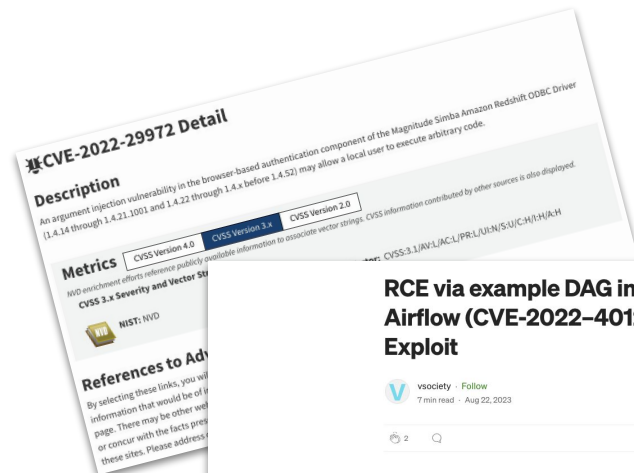 CVE-2022-29972 Detail
Description
An argument injection vulnerability in the browser-based authentication component of the Magnitude Simba Amazon Redshift ODBC Driver
(1.4.14 through 1.4.21.1001 and 1.4.22 through 1.4.x before 1.4.52) may allow a local user to execute arbitrary code.
Metrics
CVSS Version 4.0
CVSS Version 3.x
CVSS Version 2.0
NVD enrichment efforts reference publicly available information to associate vector strings. CVSS information contributed by other sources is also displayed.
CVSS 3.x Severity and Vector
CVSS:3.1/AV:L/AC:L/PR:L/UI:N/S:U/C:H/I:H/A:H
NVD
NIST: NVD
References to
By selecting these links, you
information that would be of
page. There may be other
or concur with the facts
these sites. Please address
RCE via example DAG in
Airflow (CVE-2022–401
Exploit
V
vsociety · Follow
7 min read · Aug 22, 2023
2